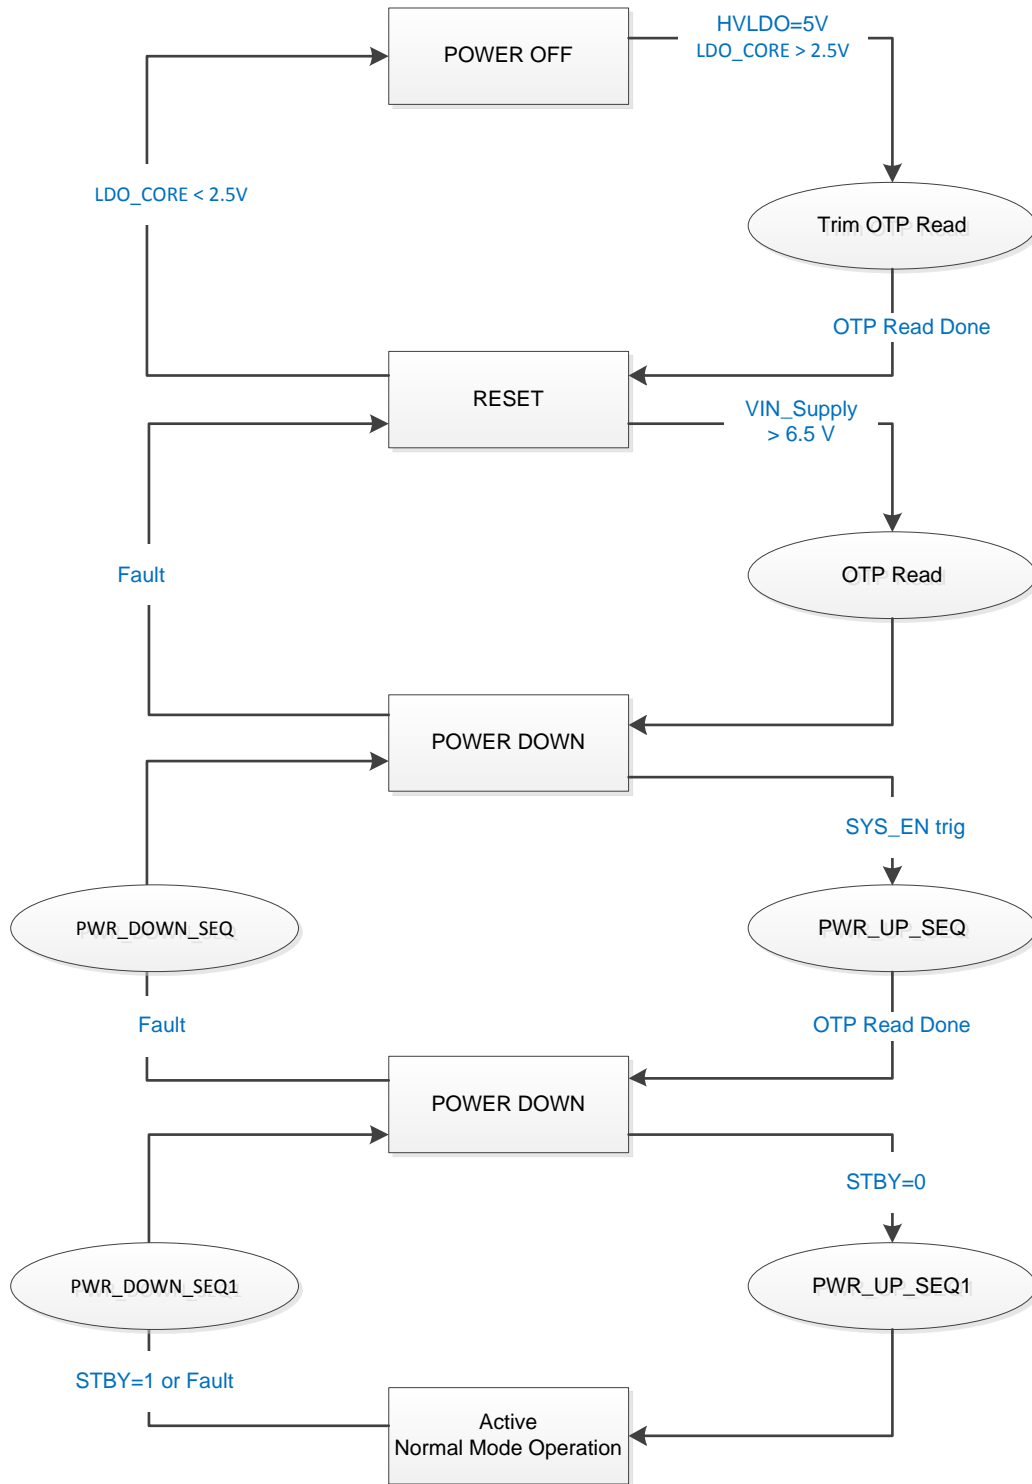 HVLDO=5V
LDO_CORE > 2.5V
POWER OFF
LDO_CORE < 2.5V
Trim OTP Read
OTP Read Done
RESET
VIN_Supply
> 6.5 V
Fault
OTP Read
POWER DOWN
SYS_EN trig
PWR_DOWN_SEQ
PWR_UP_SEQ
Fault
OTP Read Done
POWER DOWN
STBY=0
PWR_DOWN_SEQ1
PWR_UP_SEQ1
STBY=1 or Fault
Active
Normal Mode Operation